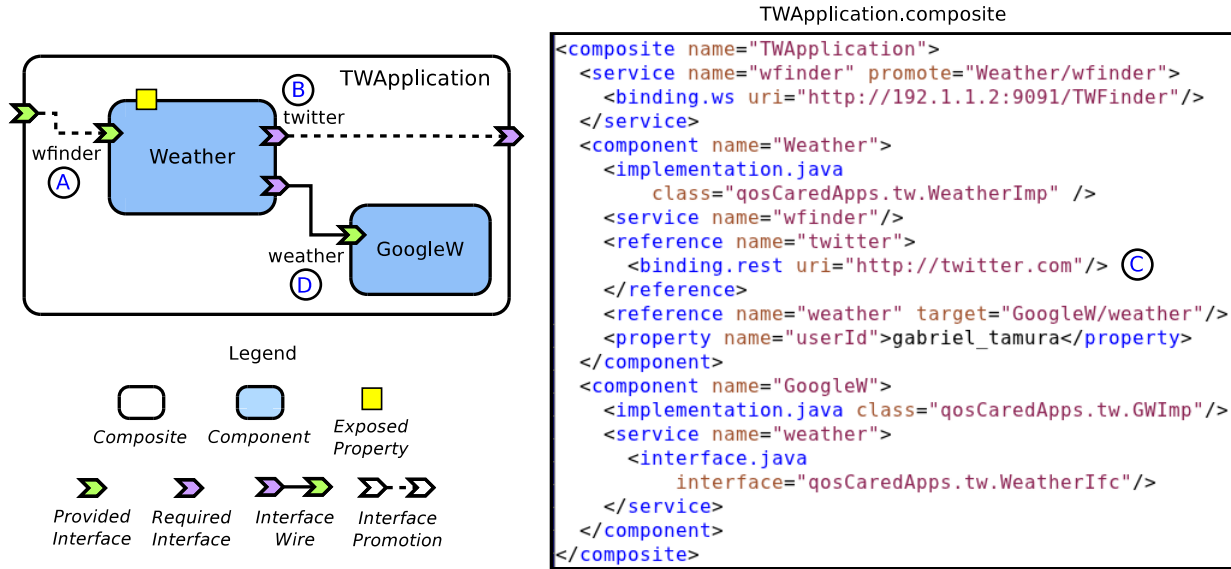 TWApplication
B
twitter
Weather
wfinder
A
GoogleW
weather
D
Legend
Composite
Component
Exposed
Property
Provided
Interface
Required
Interface
Interface
Wire
Interface
Promotion
TWApplication.composite
<composite name="TWApplication">
<service name="wfinder" promote="Weather/wfinder">
<binding.ws uri="http://192.1.1.2:9091/TWFinder"/>
</service>
<component name="Weather">
<implementation.java
class="qosCaredApps.tw.WeatherImp" />
<service name="wfinder"/>
<reference name="twitter">
<binding.rest uri="http://twitter.com"/> C
</reference>
<reference name="weather" target="GoogleW/weather"/>
<property name="userId">gabriel_tamura</property>
</component>
<component name="GoogleW">
<implementation.java class="qosCaredApps.tw.GWImp"/>
<service name="weather">
<interface.java
interface="qosCaredApps.tw.WeatherIfc"/>
</service>
</component>
</composite>